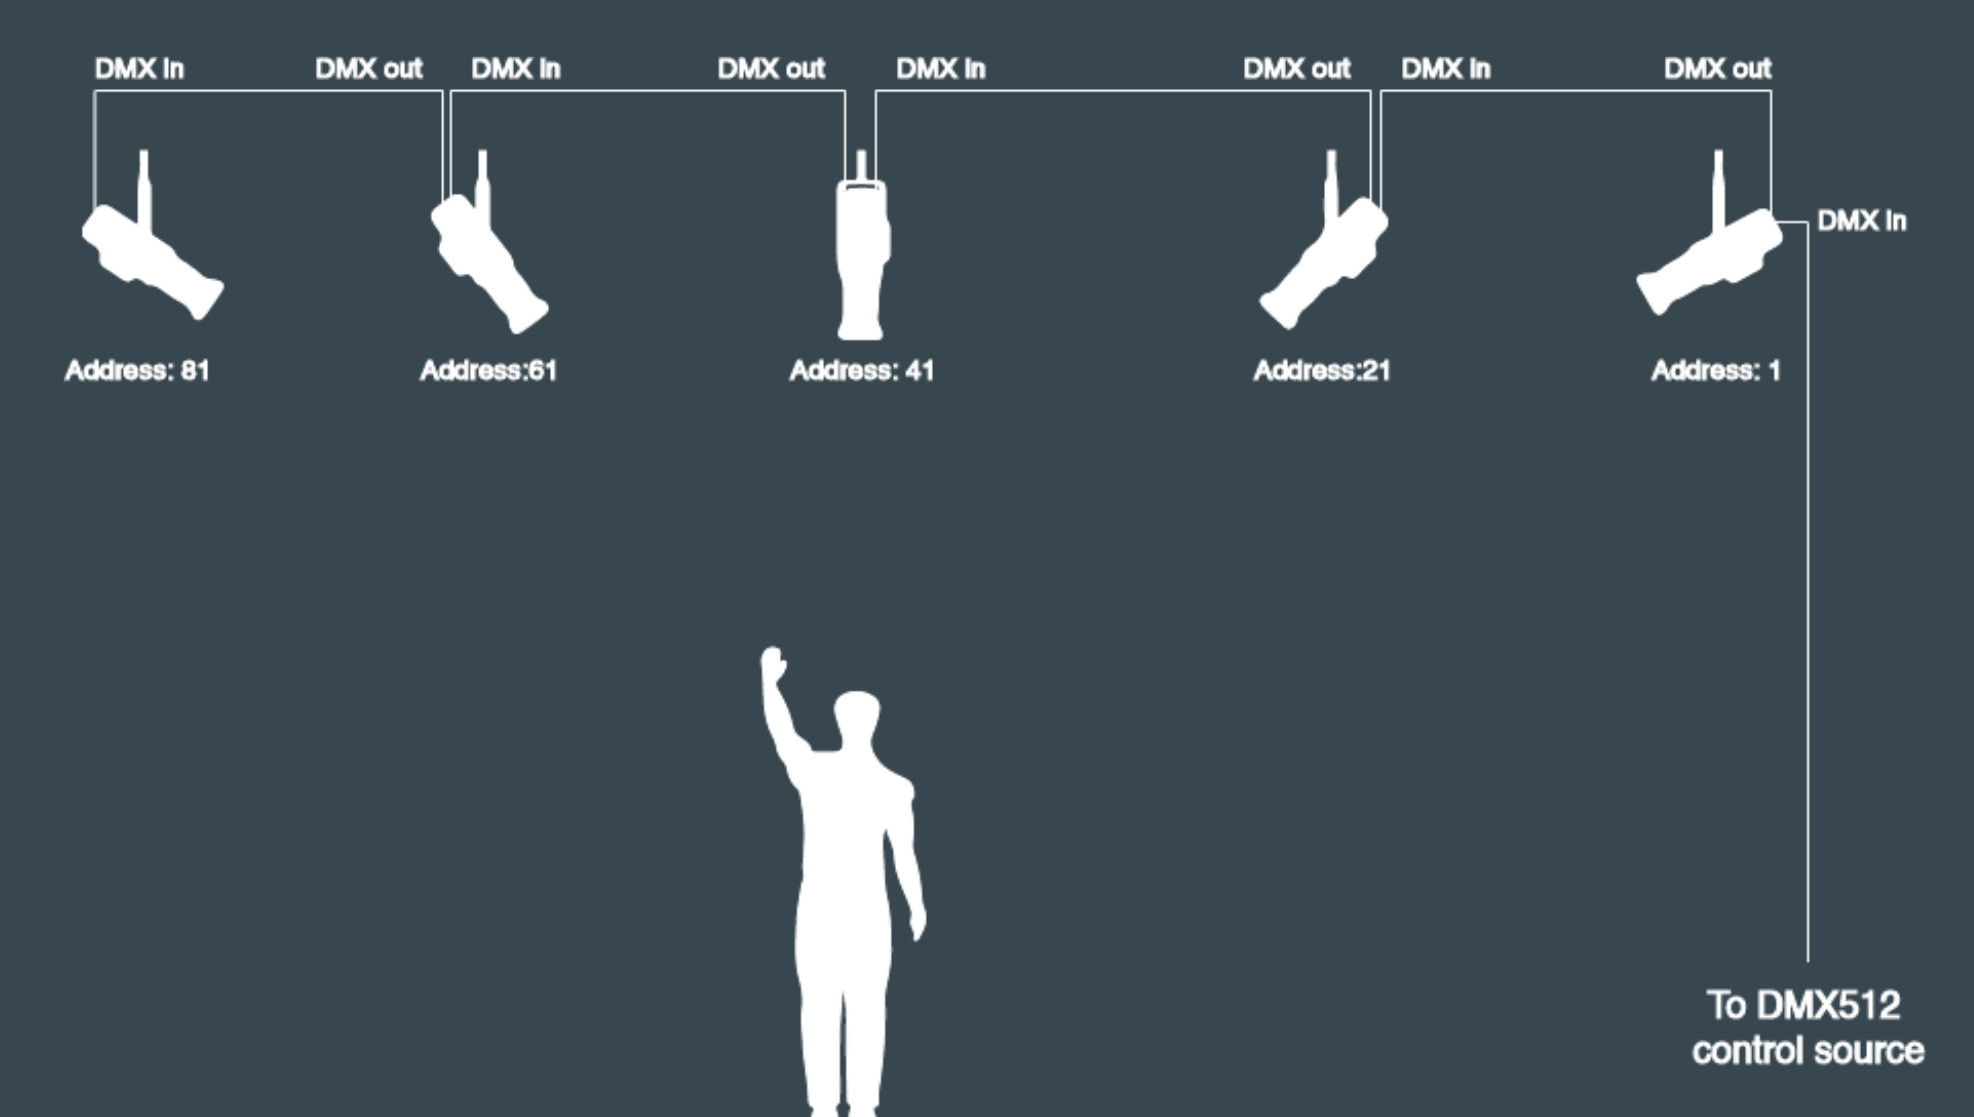 DMX in
DMX out
DMX in
DMX out
DMX in
DMX out
DMX in
DMX out
DMX in
Address: 81
Address:61
Address: 41
Address:21
Address: 1
To DMX512
control source